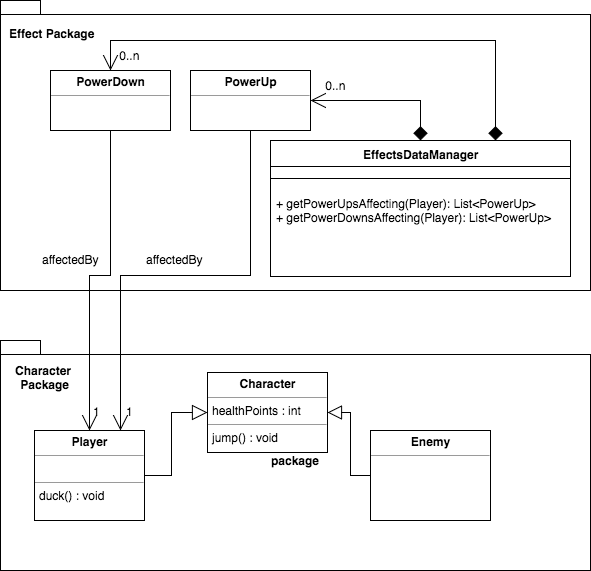 Effect Package
0..n
PowerDown
PowerUp
0..n
EffectsDataManager
+ getPowerUpsAffecting(Player): List<PowerUp>
+ getPowerDownsAffecting(Player): List<PowerUp>
affectedBy
affectedBy
Character
Package
Character
healthPoints : int
jump() : void
package
1
1
Player
duck() : void
Enemy